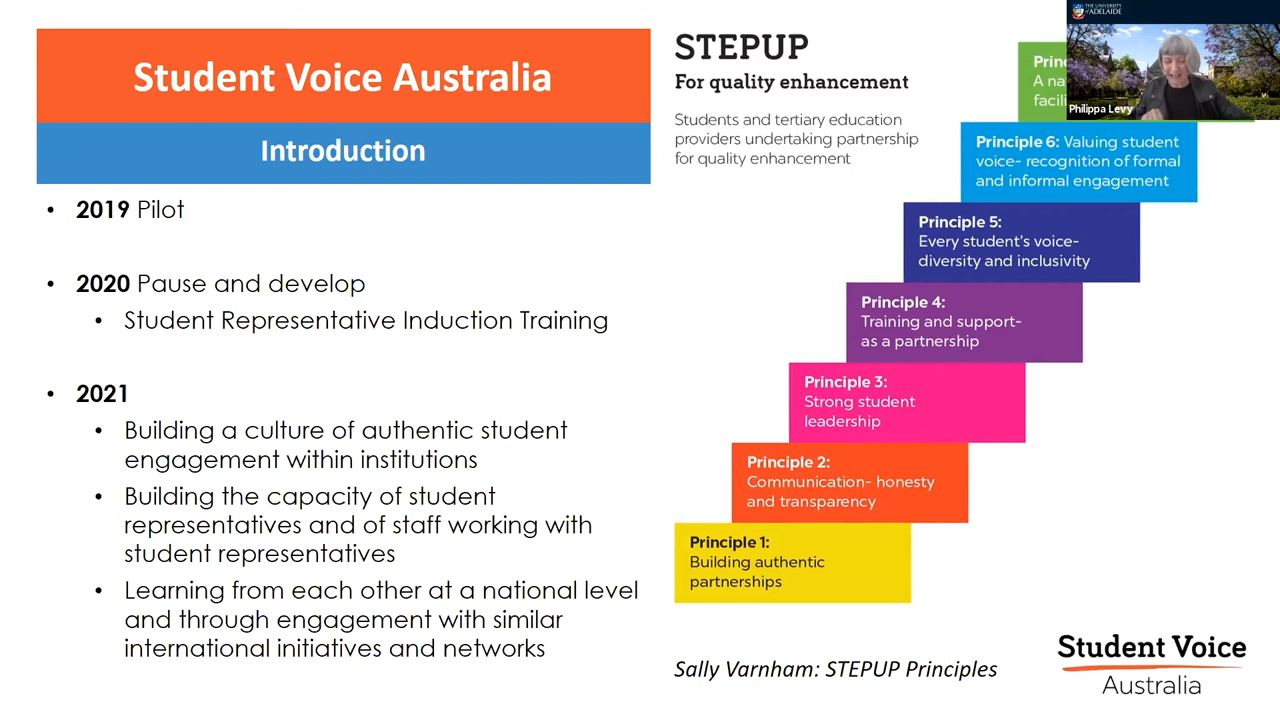 Student Voice Australia
Introduction
• 2019 Pilot
• 2020 Pause and develop
• Student Representative Induction Training
• 2021
• Building a culture of authentic student
engagement within institutions
• Building the capacity of student
representatives and of staff working with
student representatives
• Learning from each other at a national level
and through engagement with similar
international initiatives and networks
STEPUP
For quality enhancement
Students and tertiary education
providers undertaking partnership
for quality enhancement
THE UNIVERSITY
of ADELAIDE
Philippa Levy
Principle 6: Valuing student
voice- recognition of formal
and informal engagement
Principle 5:
Every student's voice-
diversity and inclusivity
Principle 4:
Training and support-
as a partnership
Principle 3:
Strong student
leadership
Principle 2:
Communication- honesty
and transparency
Principle 1:
Building authentic
partnerships
Sally Varnham: STEPUP Principles
Student Voice
Australia